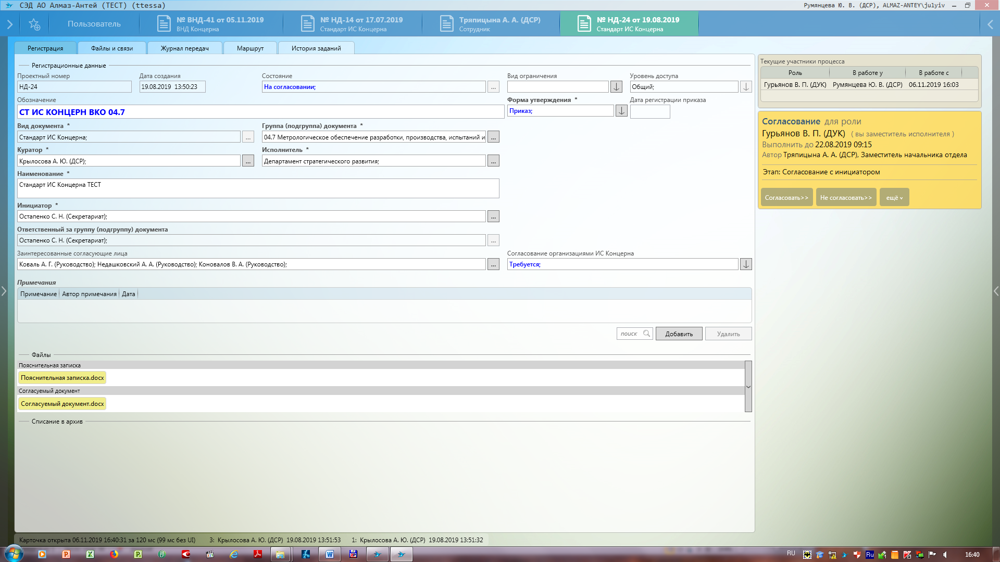 СЭД АО Алмаз-Антей (ТЕСТ) (ttessa)
Румянцева Ю. В. (ДСР), ALMAZ-ANTEY\julyiv
Пользователь
№ ВНД-41 от 05.11.2019
ВНД Концерна
№ НД-14 от 17.07.2019
Стандарт ИС Концерна
Тряпицына А. А. (ДСР)
Сотрудник
№ НД-24 от 19.08.2019
Стандарт ИС Концерна
Регистрация
Файлы и связи
Журнал передач
Маршрут
История заданий
Регистрационные данные
Проектный номер
Дата создания
Состояние
Вид ограничения
Уровень доступа
НД-24
19.08.2019 13:50:23
На согласовании;
...
Общий;
Обозначение
Форма утверждения *
Дата регистрации приказа
СТ ИС КОНЦЕРН ВКО 04.7
Приказ;
Вид документа *
Группа (подгруппа) документа *
Стандарт ИС Концерна;
...
04.7 Метрологическое обеспечение разработки, производства, испытаний и
...
Куратор *
Исполнитель *
Крылосова А. Ю. (ДСР);
...
Департамент стратегического развития;
...
Наименование *
Стандарт ИС Концерна ТЕСТ
Инициатор *
Остапенко С. Н. (Секретариат);
...
Ответственный за группу (подгруппу) документа
Остапенко С. Н. (Секретариат);
...
Заинтересованные согласующие лица
Согласование организациями ИС Концерна
Коваль А. Г. (Руководство); Недашковский А. А. (Руководство); Коновалов В. А. (Руководство);
...
Требуется;
Примечания
Примечание
Автор примечания
Дата
поиск
Добавить
Удалить
Файлы
Пояснительная записка
Пояснительная записка.docx
Согласуемый документ
Согласуемый документ.docx
Списание в архив
Текущие участники процесса
Роль
В работе у
В работе с
Гурьянов В. П. (ДУК)
Румянцева Ю. В. (ДСР)
06.11.2019 16:03
Согласование для роли
Гурьянов В. П. (ДУК) ( вы заместитель исполнителя )
Выполнить до 22.08.2019 09:15
Автор Тряпицына А. А. (ДСР), Заместитель начальника отдела
Этап: Согласование с инициатором
Согласовать>>
Не согласовать>>
ещё v
Карточка открыта 06.11.2019 16:40:31 за 120 мс (99 мс без UI)
3: Крылосова А. Ю. (ДСР) 19.08.2019 13:51:53
1: Крылосова А. Ю. (ДСР) 19.08.2019 13:51:32
RU
Ru
16:40